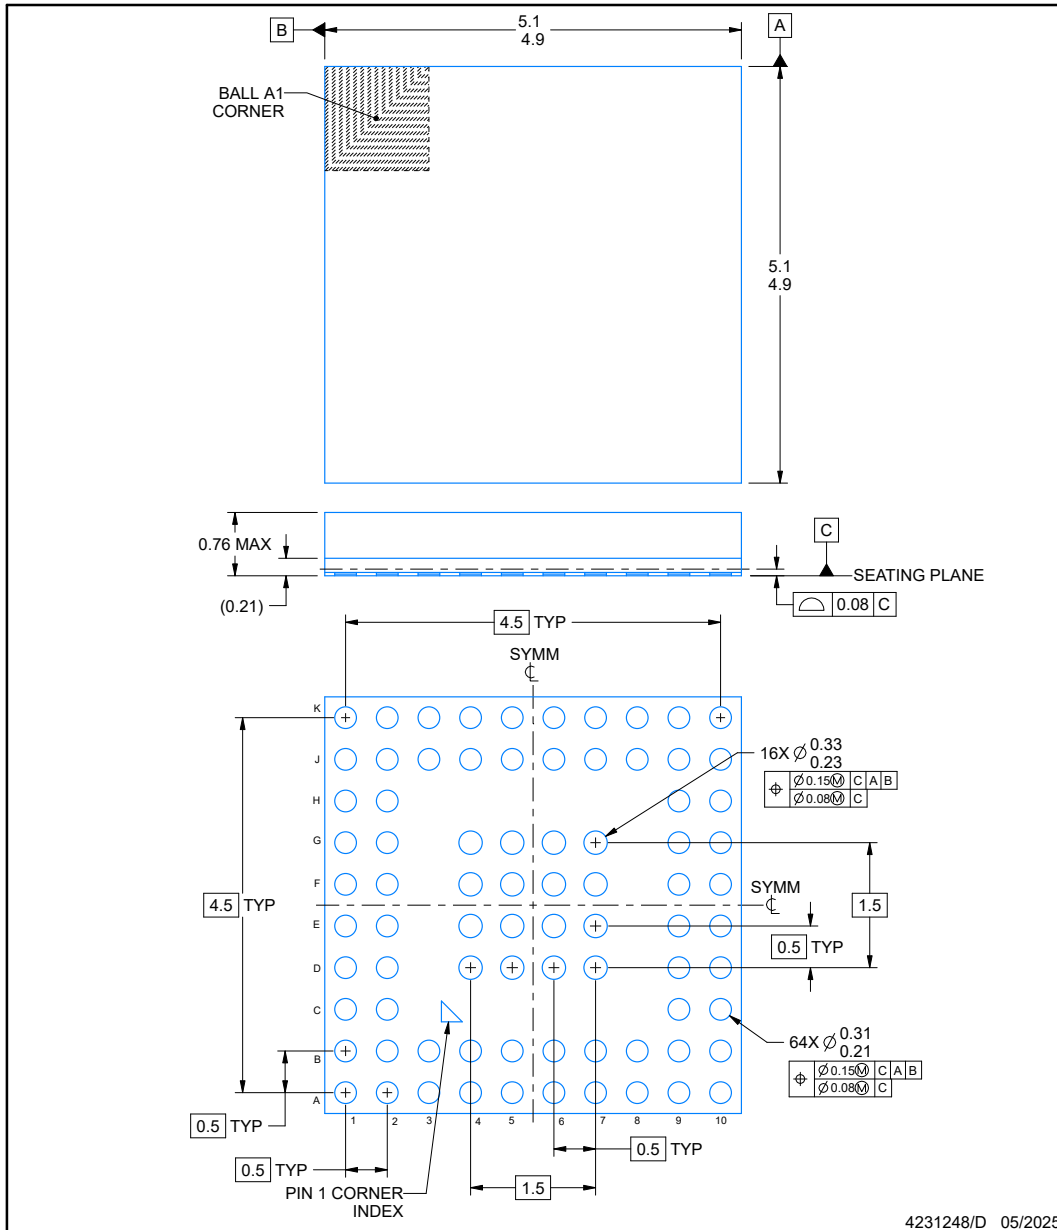 B
5.1
4.9
A
BALL A1
CORNER
5.1
4.9
0.76 MAX
C
SEATING PLANE
(0.21)
0.08 C
4.5 TYP
SYMM
℄
K
J
H
G
F
E
D
C
B
A
16X ⌀ 0.33
0.23
⌖ ⌀0.15Ⓜ C A B
⌀0.08Ⓜ C
4.5 TYP
SYMM
℄
1.5
0.5 TYP
64X ⌀ 0.31
0.21
⌖ ⌀0.15Ⓜ C A B
⌀0.08Ⓜ C
1 2 3 4 5 6 7 8 9 10
0.5 TYP
0.5 TYP
0.5 TYP
1.5
PIN 1 CORNER
INDEX
4231248/D 05/2025